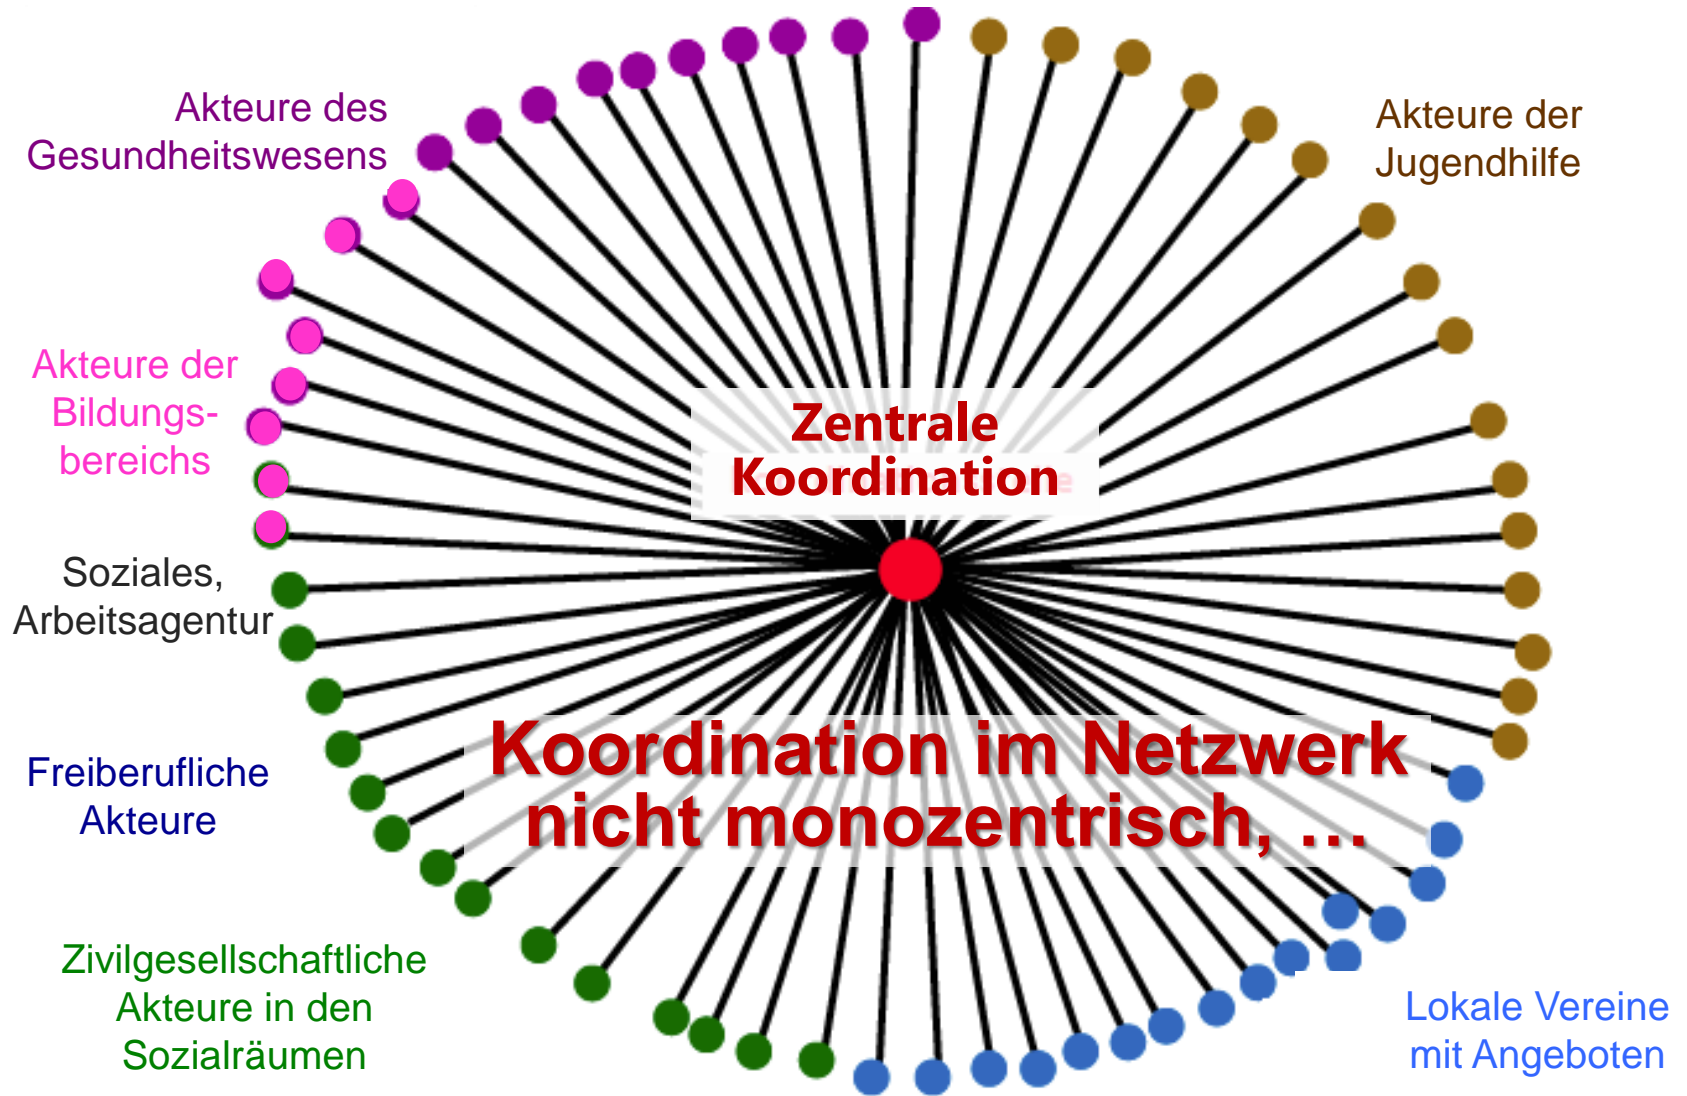 Akteure des
Gesundheitswesens
Akteure der
Jugendhilfe
Akteure der
Bildungs-
bereichs
Zentrale
Koordination
Soziales,
Arbeitsagentur
Koordination im Netzwerk
nicht monozentrisch, …
Freiberufliche
Akteure
Zivilgesellschaftliche
Akteure in den
Sozialräumen
Lokale Vereine
mit Angeboten